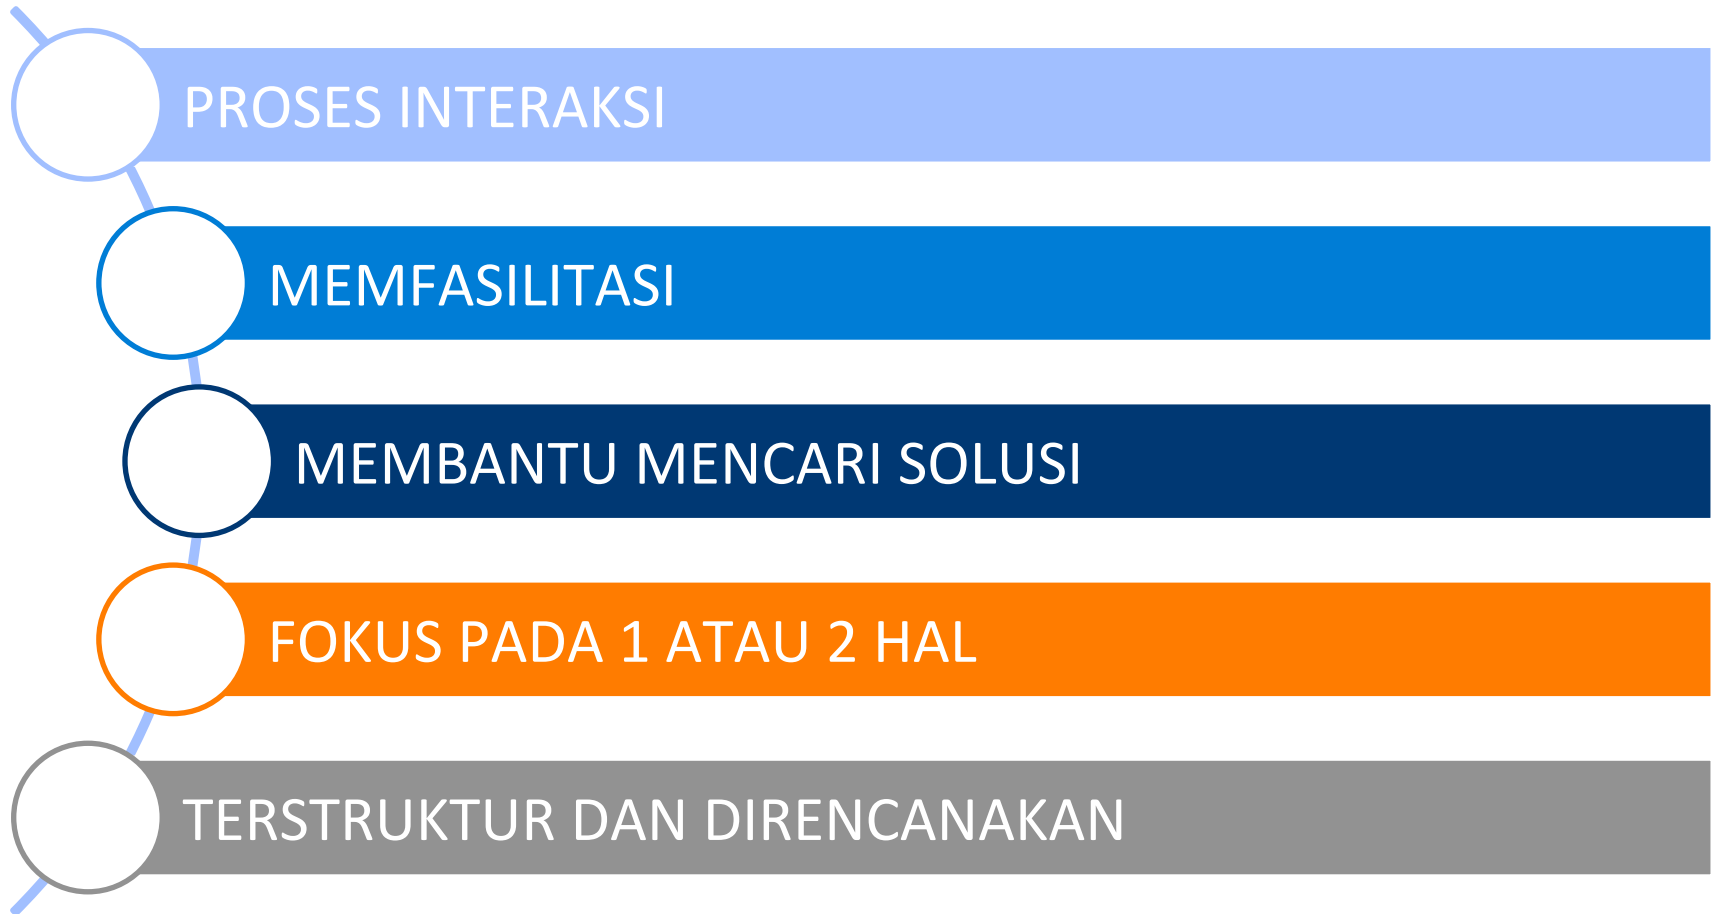 PROSES INTERAKSI
MEMFASILITASI
MEMBANTU MENCARI SOLUSI
FOKUS PADA 1 ATAU 2 HAL
TERSTRUKTUR DAN DIRENCANAKAN